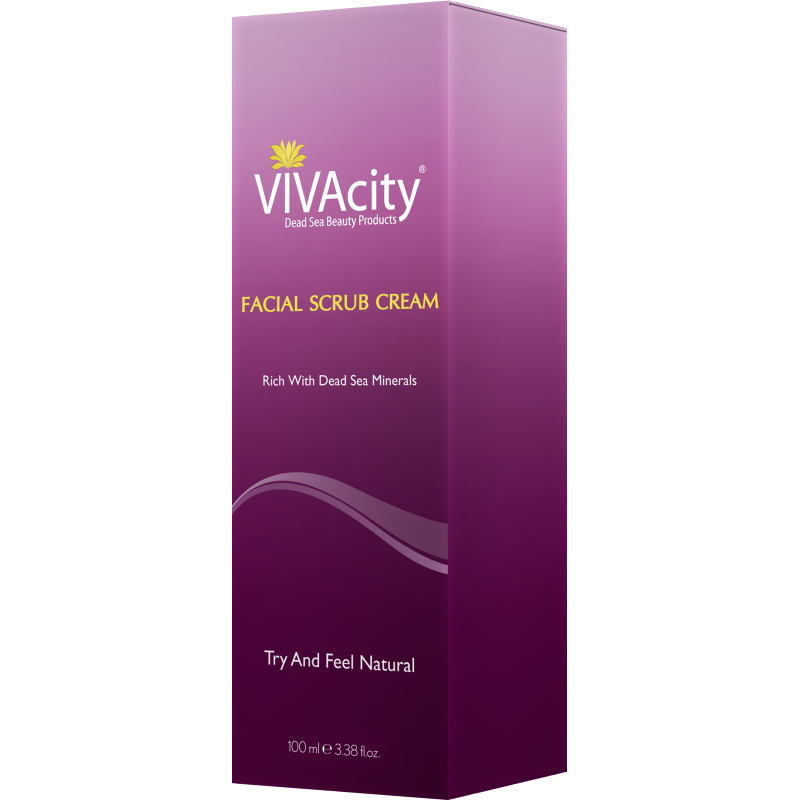 VIVAcity®
Dead Sea Beauty Products
FACIAL SCRUB CREAM
Rich With Dead Sea Minerals
Try And Feel Natural
100 ml ℮ 3.38 fl.oz.